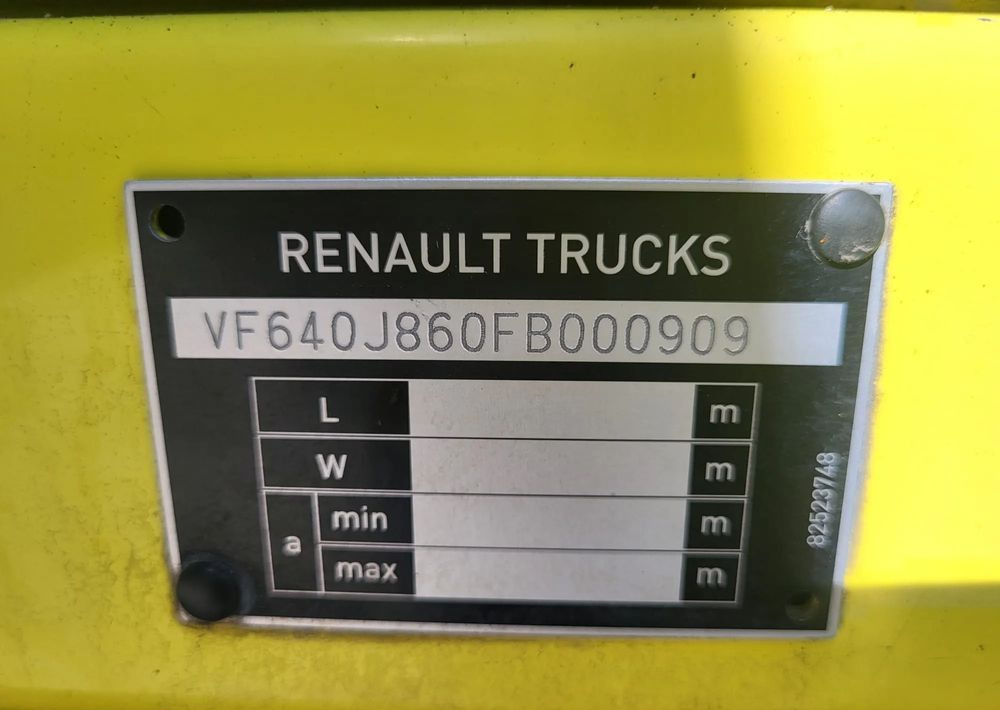 RENAULT TRUCKS
VF640J860FB000909
L m
W m
a min m
max m
82523748